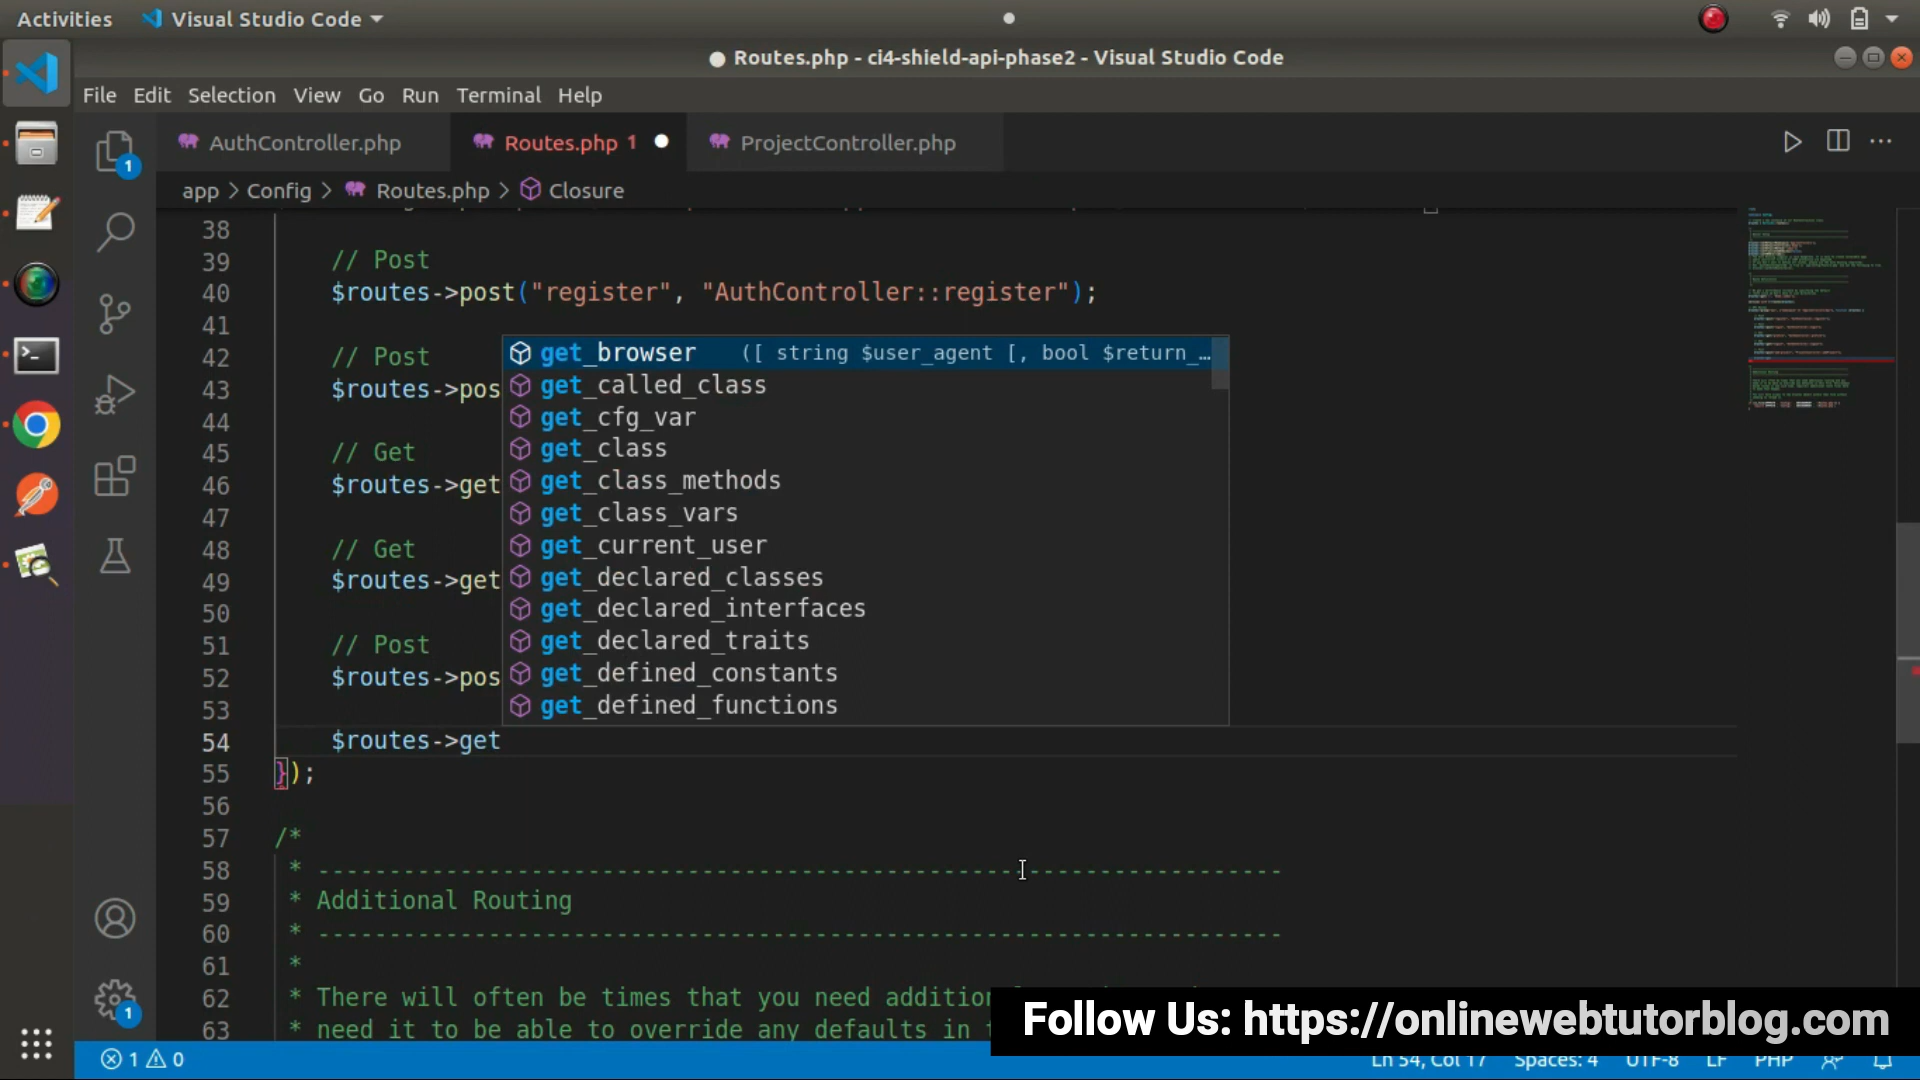 Activities Visual Studio Code
Routes.php - ci4-shield-api-phase2 - Visual Studio Code
File Edit Selection View Go Run Terminal Help
AuthController.php Routes.php 1 ProjectController.php
1
app > Config > Routes.php > Closure
38
39 // Post
40 $routes->post("register", "AuthController::register");
41
42 // Post
43 $routes->pos
44
45 // Get
46 $routes->get
47
48 // Get
49 $routes->get
50
51 // Post
52 $routes->pos
53
54 $routes->get
55 });
56
57 /*
58 * --------------------------------------------------------------------
59 * Additional Routing
60 * --------------------------------------------------------------------
61 *
62 * There will often be times that you need addition
63 * need it to be able to override any defaults in
get_browser ([ string $user_agent [, bool $return_…
get_called_class
get_cfg_var
get_class
get_class_methods
get_class_vars
get_current_user
get_declared_classes
get_declared_interfaces
get_declared_traits
get_defined_constants
get_defined_functions
1
Follow Us: https://onlinewebtutorblog.com
1 0 Ln 54, Col 17 Spaces: 4 UTF-8 LF PHP